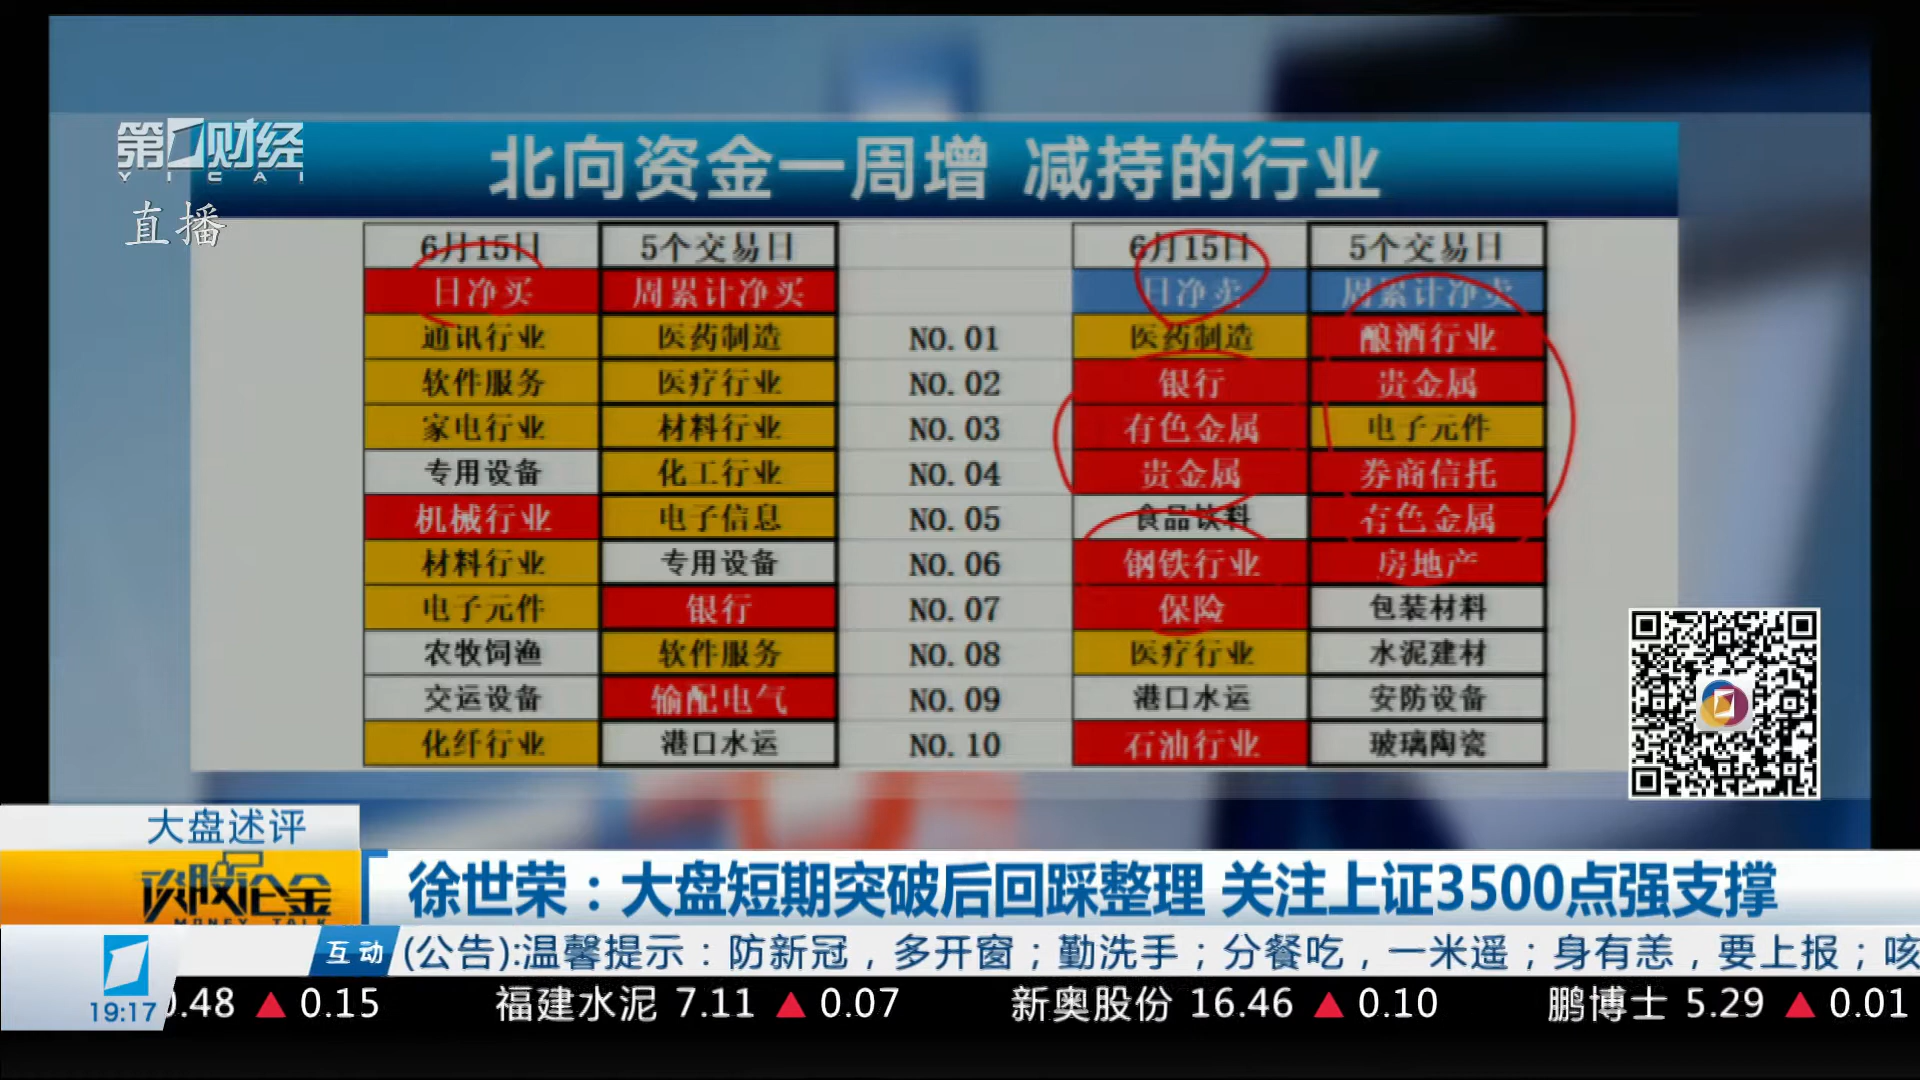 第1财经
YICAI
直播
北向资金一周增 减持的行业
6月15日 5个交易日 6月15日 5个交易日
日净买 周累计净买 日净卖 周累计净卖
通讯行业 医药制造 NO.01 医药制造 酿酒行业
软件服务 医疗行业 NO.02 银行 贵金属
家电行业 材料行业 NO.03 有色金属 电子元件
专用设备 化工行业 NO.04 贵金属 券商信托
机械行业 电子信息 NO.05 食品饮料 有色金属
材料行业 专用设备 NO.06 钢铁行业 房地产
电子元件 银行 NO.07 保险 包装材料
农牧饲渔 软件服务 NO.08 医疗行业 水泥建材
交运设备 输配电气 NO.09 港口水运 安防设备
化纤行业 港口水运 NO.10 石油行业 玻璃陶瓷
大盘述评
谈股论金
MONEY TALK
徐世荣：大盘短期突破后回踩整理 关注上证3500点强支撑
互动 (公告):温馨提示：防新冠，多开窗；勤洗手；分餐吃，一米遥；身有恙，要上报；咳
19:17 0.48 ▲ 0.15 福建水泥 7.11 ▲ 0.07 新奥股份 16.46 ▲ 0.10 鹏博士 5.29 ▲ 0.01